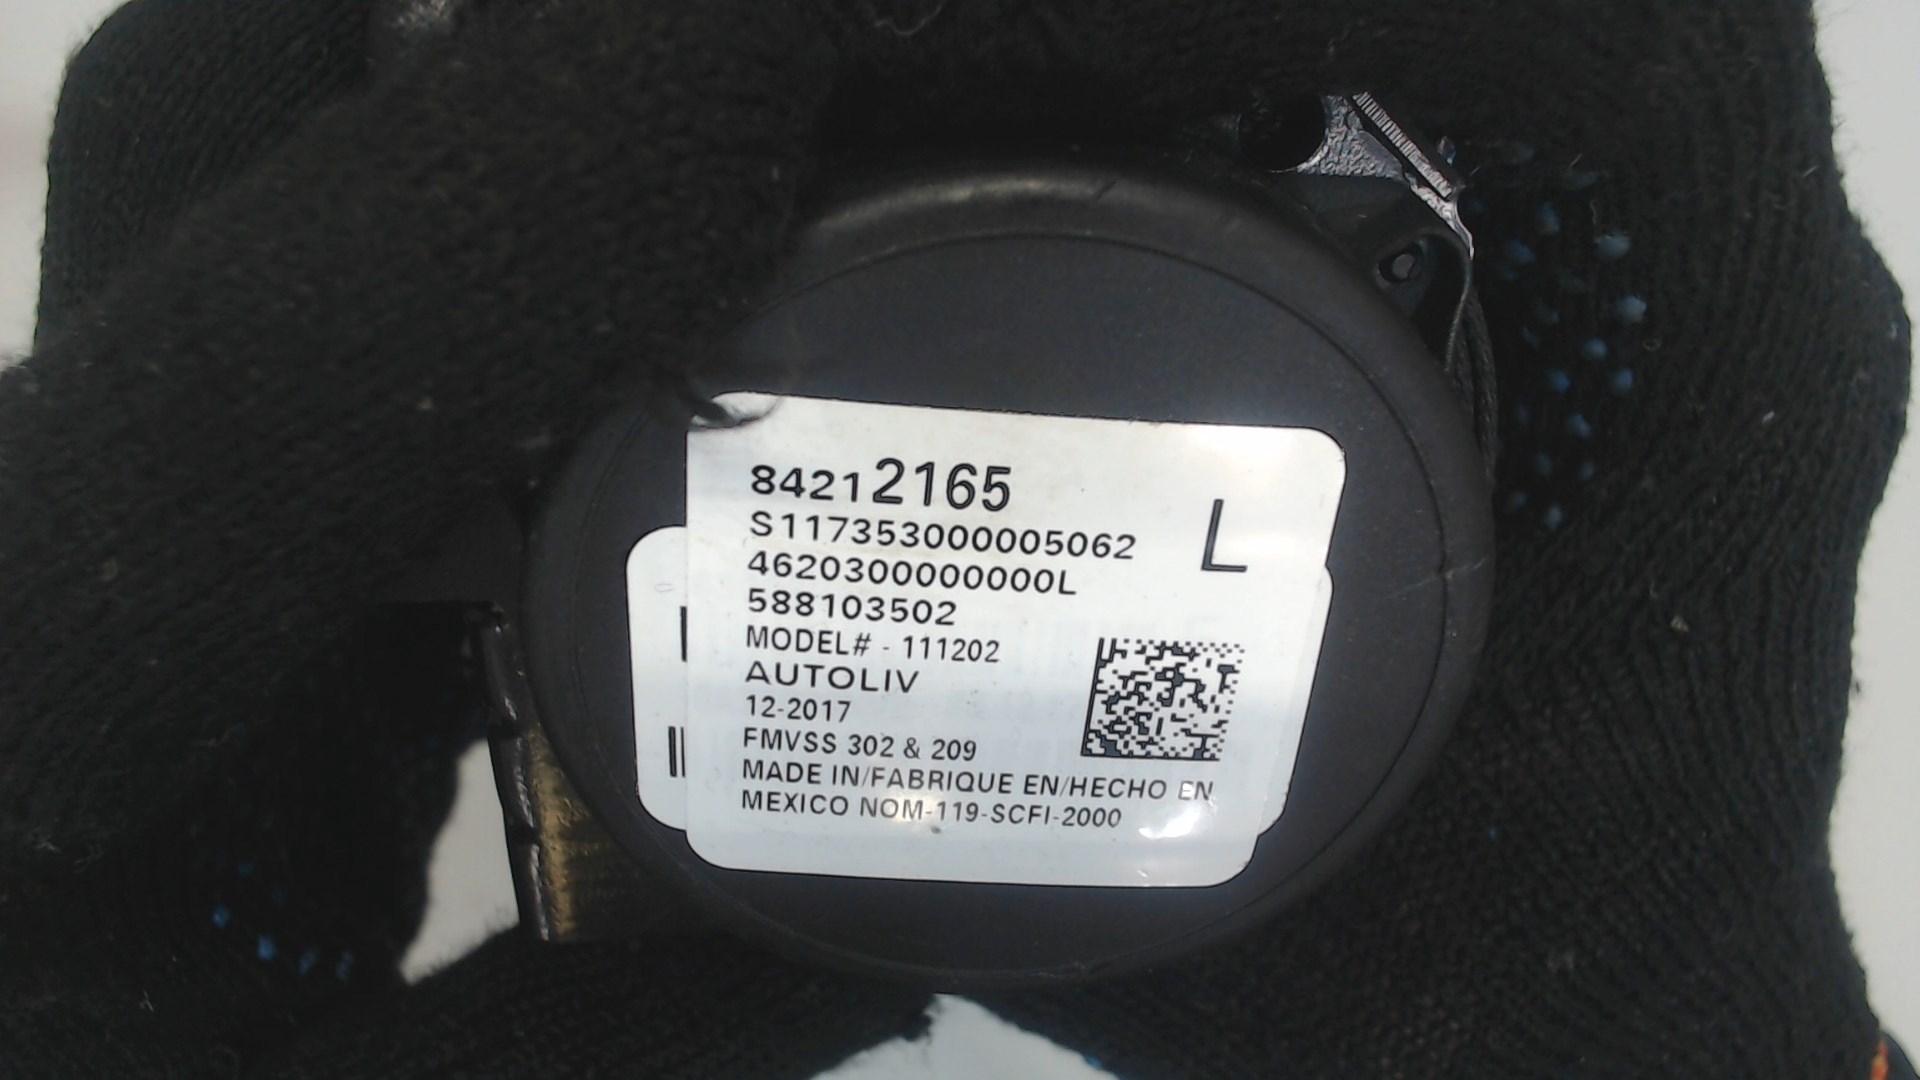 84212165
L
S117353000005062
4620300000000L
588103502
MODEL# - 111202
AUTOLIV
12-2017
FMVSS 302 & 209
MADE IN/FABRIQUE EN/HECHO EN
MEXICO NOM-119-SCFI-2000